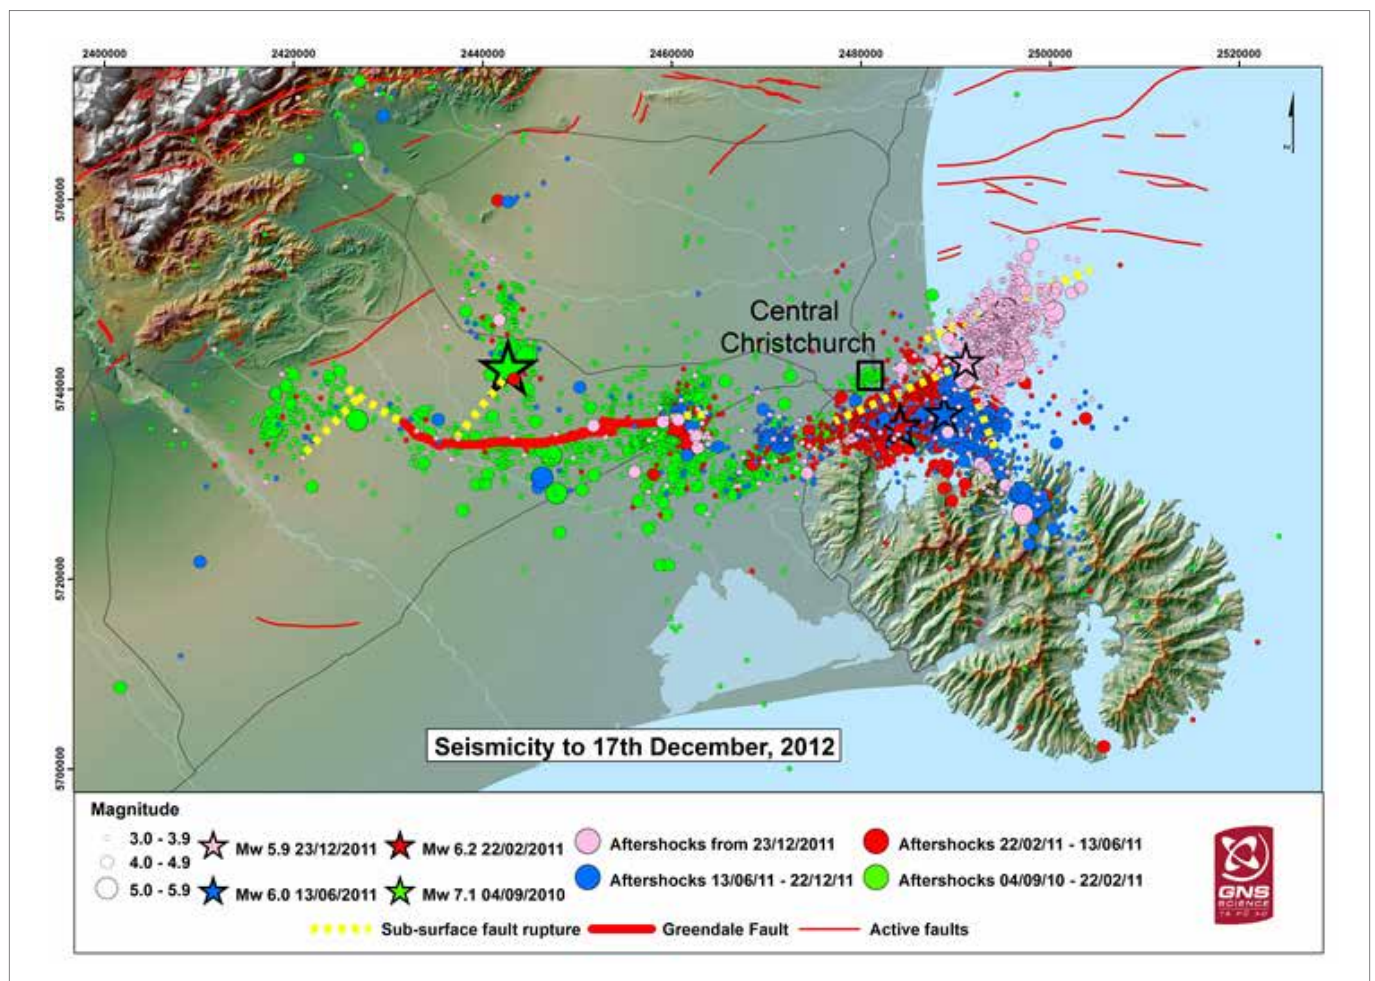 2400000 2420000 2440000 2460000 2480000 2500000 2520000
5760000
5740000
5720000
5700000
Central
Christchurch
Seismicity to 17th December, 2012
Magnitude
3.0 - 3.9
4.0 - 4.9
5.0 - 5.9
Mw 5.9 23/12/2011
Mw 6.0 13/06/2011
Mw 6.2 22/02/2011
Mw 7.1 04/09/2010
Aftershocks from 23/12/2011
Aftershocks 13/06/11 - 22/12/11
Aftershocks 22/02/11 - 13/06/11
Aftershocks 04/09/10 - 22/02/11
Sub-surface fault rupture Greendale Fault Active faults
GNS
SCIENCE
TE PŪ AO